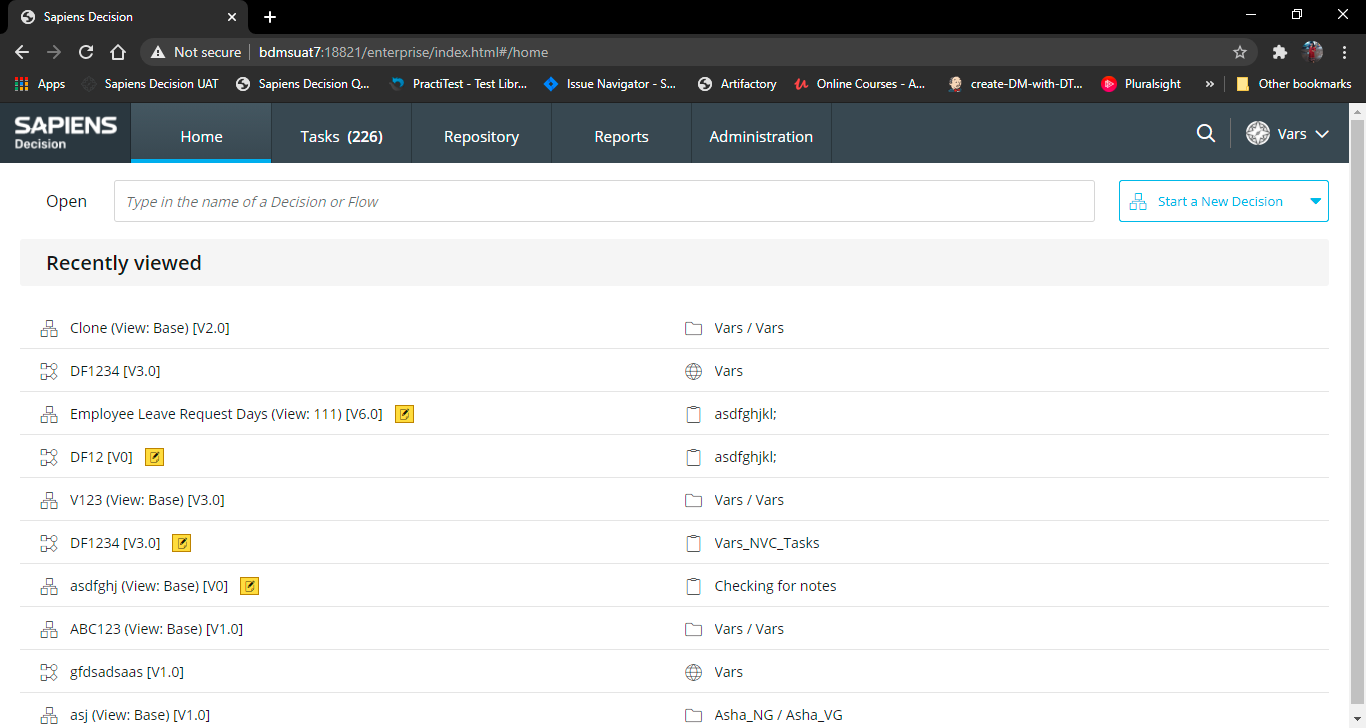 Sapiens Decision
Not secure bdmsuat7:18821/enterprise/index.html#/home
Apps Sapiens Decision UAT Sapiens Decision Q... PractiTest - Test Libr... Issue Navigator - S... Artifactory Online Courses - A... create-DM-with-DT... Pluralsight » Other bookmarks
SAPIENS
Decision
Home Tasks (226) Repository Reports Administration Vars
Open Type in the name of a Decision or Flow Start a New Decision
Recently viewed
Clone (View: Base) [V2.0] Vars / Vars
DF1234 [V3.0] Vars
Employee Leave Request Days (View: 111) [V6.0] asdfghjkl;
DF12 [V0] asdfghjkl;
V123 (View: Base) [V3.0] Vars / Vars
DF1234 [V3.0] Vars_NVC_Tasks
asdfghj (View: Base) [V0] Checking for notes
ABC123 (View: Base) [V1.0] Vars / Vars
gfdsadsaas [V1.0] Vars
asj (View: Base) [V1.0] Asha_NG / Asha_VG